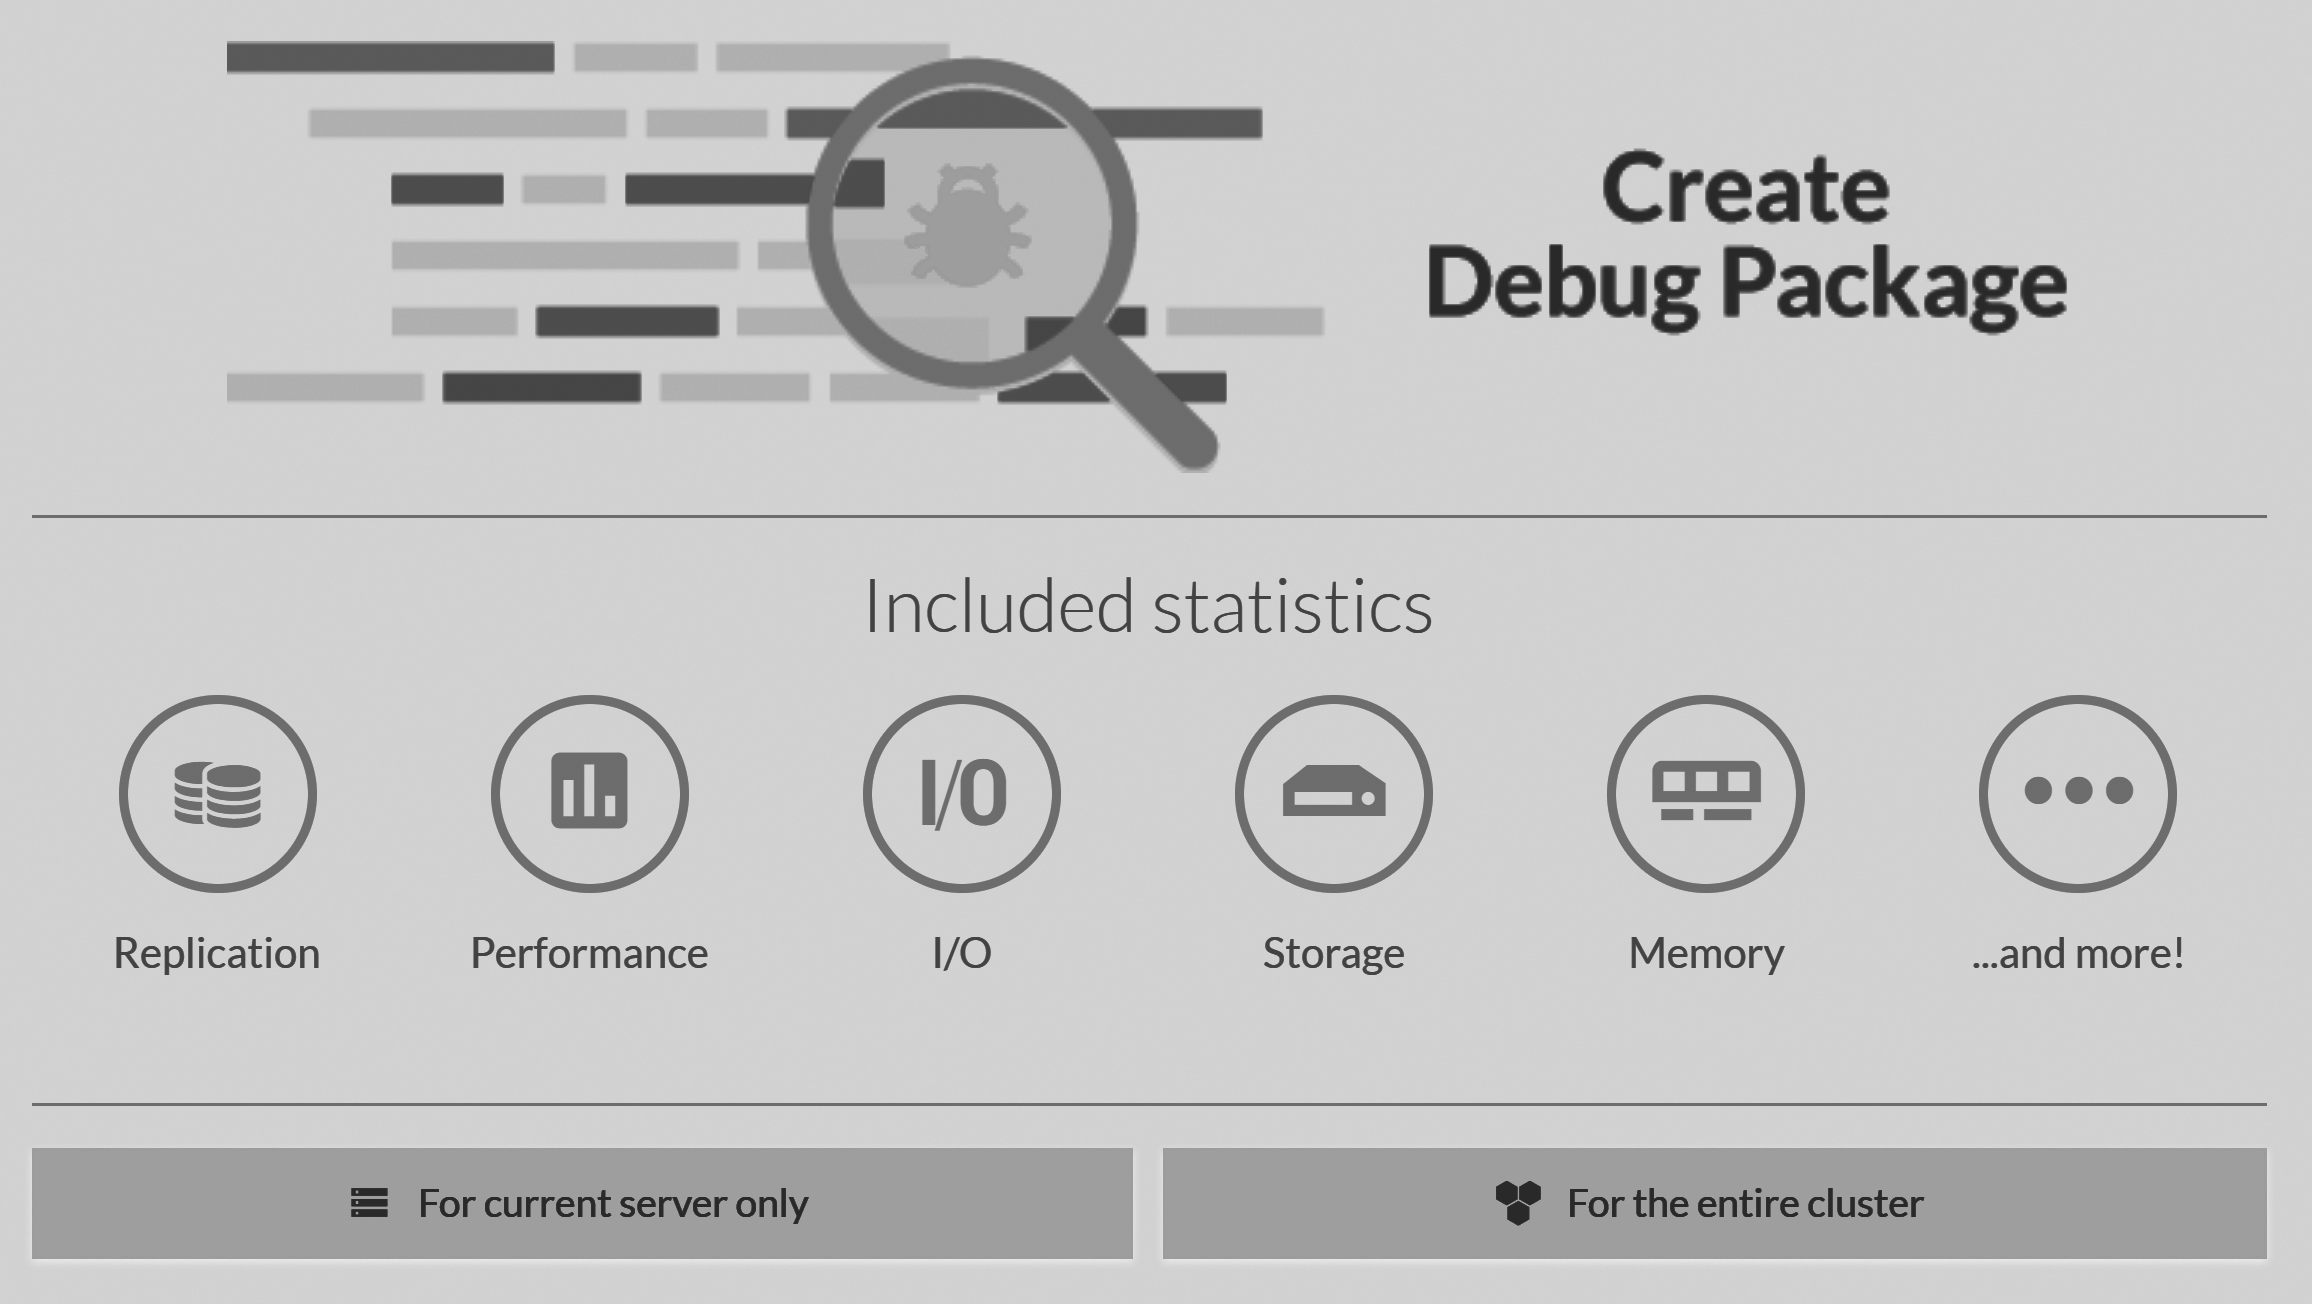 Create
Debug Package
Included statistics
I/O
Replication
Performance
I/O
Storage
Memory
...and more!
For current server only
For the entire cluster